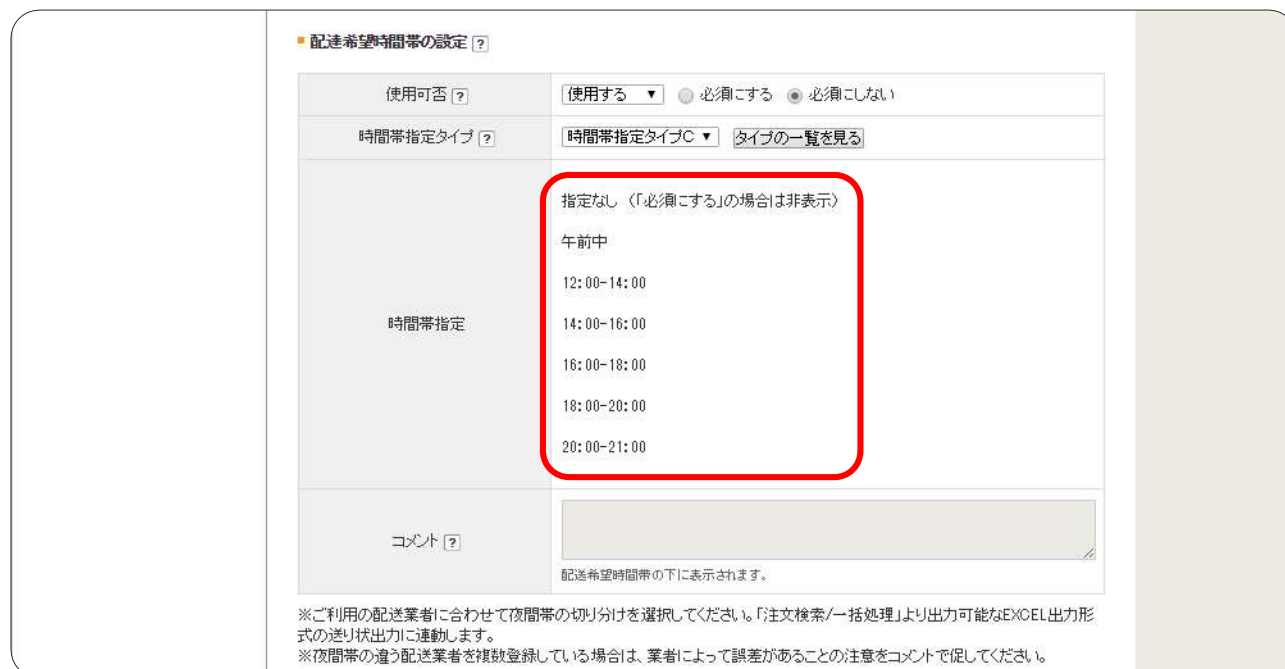 配達希望時間帯の設定 ?
使用可否 ? 使用する ▼ 必須にする 必須にしない
時間帯指定タイプ ? 時間帯指定タイプC ▼ タイプの一覧を見る
指定なし （「必須にする」の場合は非表示）
午前中
12:00-14:00
時間帯指定 14:00-16:00
16:00-18:00
18:00-20:00
20:00-21:00
コメント ?
配送希望時間帯の下に表示されます。
※ご利用の配送業者に合わせて夜間帯の切り分けを選択してください。「注文検索/一括処理」より出力可能なEXCEL出力形
式の送り状出力に連動します。
※夜間帯の違う配送業者を複数登録している場合は、業者によって誤差があることの注意をコメントで促してください。